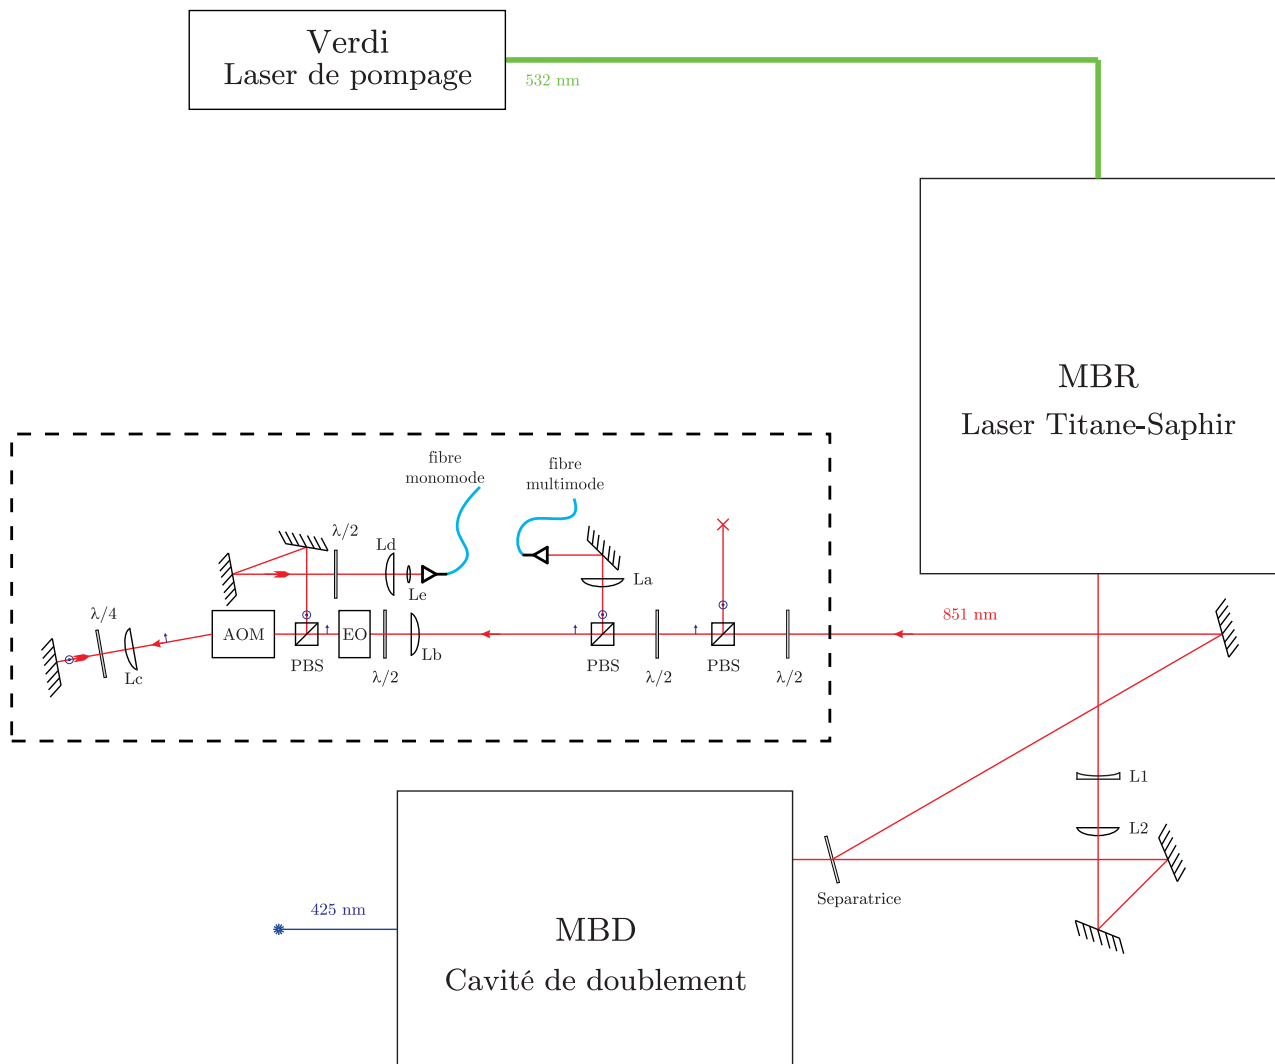 Verdi
Laser de pompage
532 nm
MBR
Laser Titane-Saphir
fibre
monomode
fibre
multimode
λ/2
Ld
Le
La
λ/4
AOM
EO
Lb
851 nm
Lc
PBS
λ/2
PBS
λ/2
PBS
λ/2
L1
L2
Separatrice
425 nm
MBD
Cavité de doublement